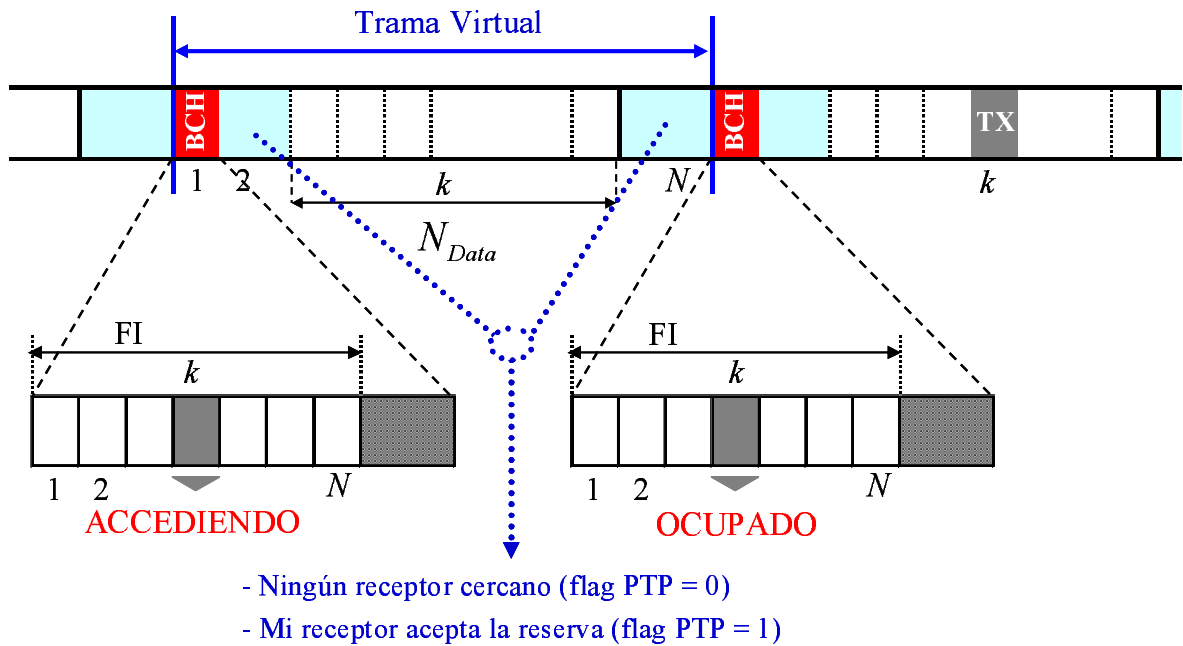 Trama Virtual
BCH
BCH
TX
1 2 k N k
N Data
FI
FI
k
k
1 2 N
1 2 N
ACCEDIENDO
OCUPADO
- Ningún receptor cercano (flag PTP = 0)
- Mi receptor acepta la reserva (flag PTP = 1)